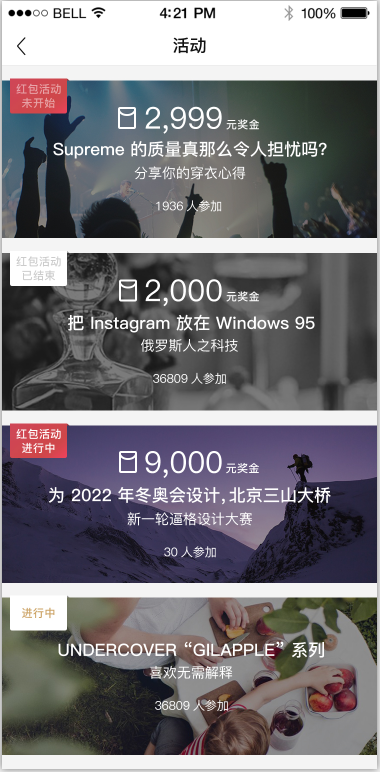 BELL 4:21 PM 100%
活动
红包活动
未开始
2,999 元奖金
Supreme 的质量真那么令人担忧吗?
分享你的穿衣心得
1936 人参加
红包活动
已结束
2,000 元奖金
把 Instagram 放在 Windows 95
俄罗斯人之科技
36809 人参加
红包活动
进行中
9,000 元奖金
为 2022 年冬奥会设计,北京三山大桥
新一轮逼格设计大赛
30 人参加
进行中
UNDERCOVER “GILAPPLE” 系列
喜欢无需解释
36809 人参加